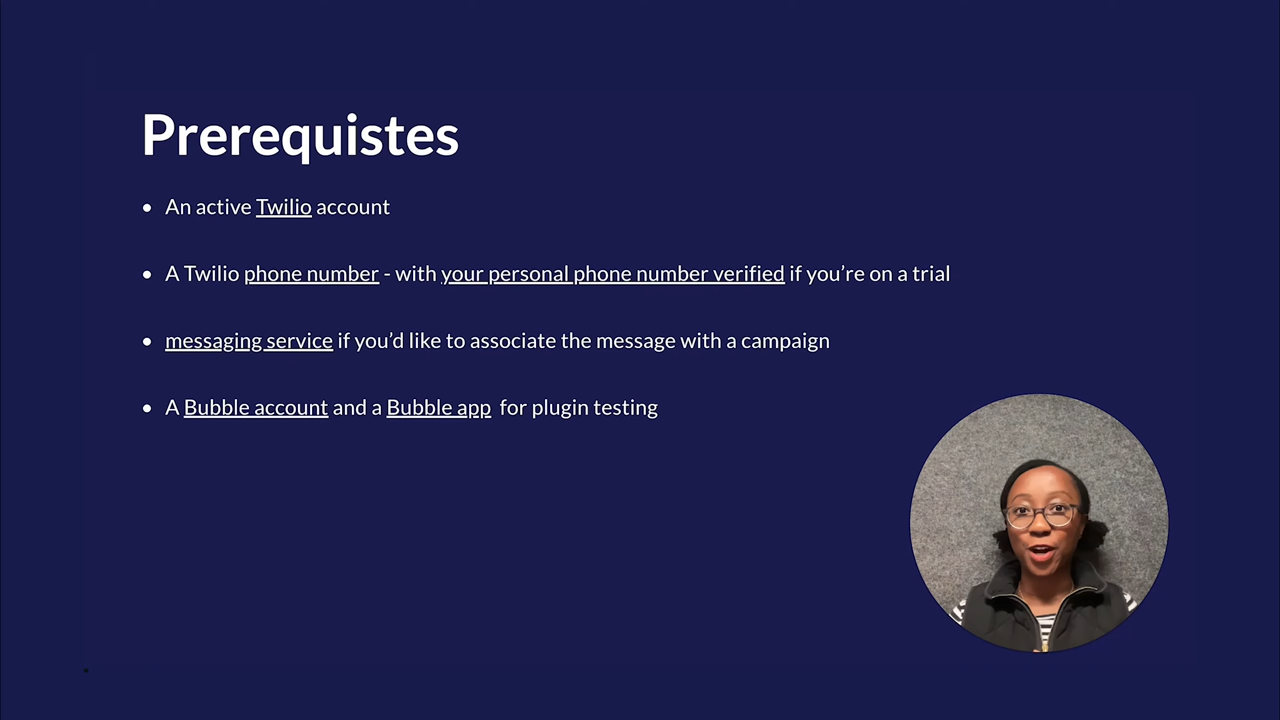 Prerequistes
• An active Twilio account
• A Twilio phone number - with your personal phone number verified if you're on a trial
• messaging service if you'd like to associate the message with a campaign
• A Bubble account and a Bubble app for plugin testing